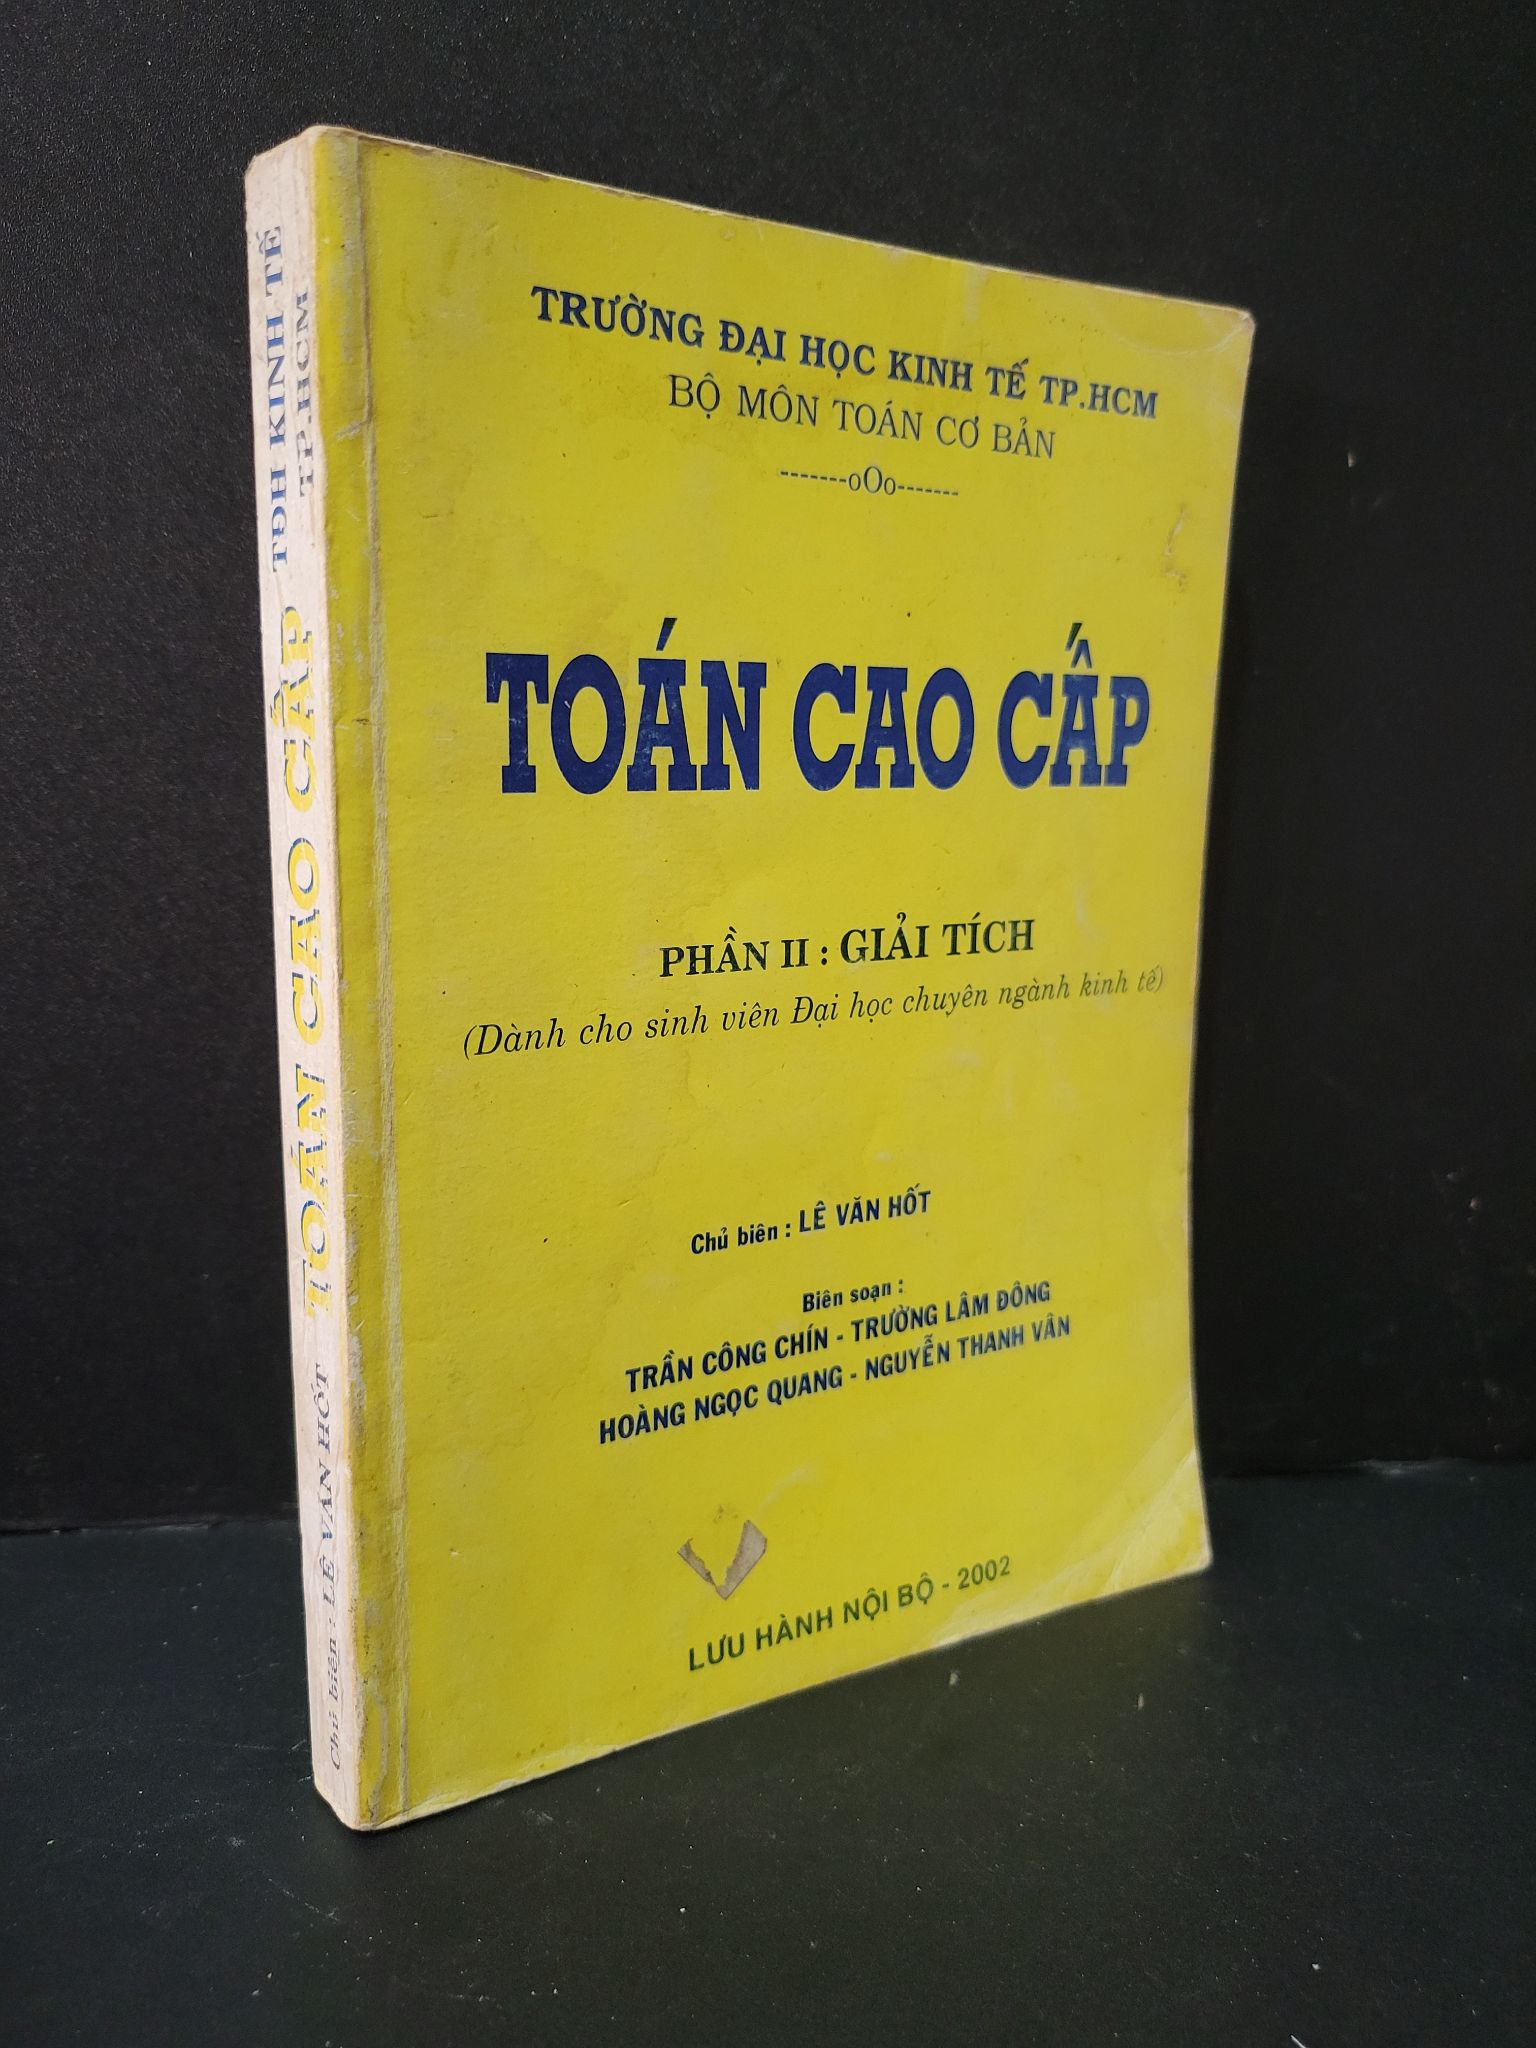 TRƯỜNG ĐẠI HỌC KINH TẾ TP.HCM
BỘ MÔN TOÁN CƠ BẢN
-------oOo-------
TOÁN CAO CẤP
PHẦN II : GIẢI TÍCH
(Dành cho sinh viên Đại học chuyên ngành kinh tế)
Chủ biên : LÊ VĂN HỐT
Biên soạn :
TRẦN CÔNG CHÍN - TRƯỜNG LÂM ĐÔNG
HOÀNG NGỌC QUANG - NGUYỄN THANH VÂN
LƯU HÀNH NỘI BỘ - 2002
TĐH KINH TẾ
TP.HCM
TOÁN CAO CẤP
Chủ biên : LÊ VĂN HỐT